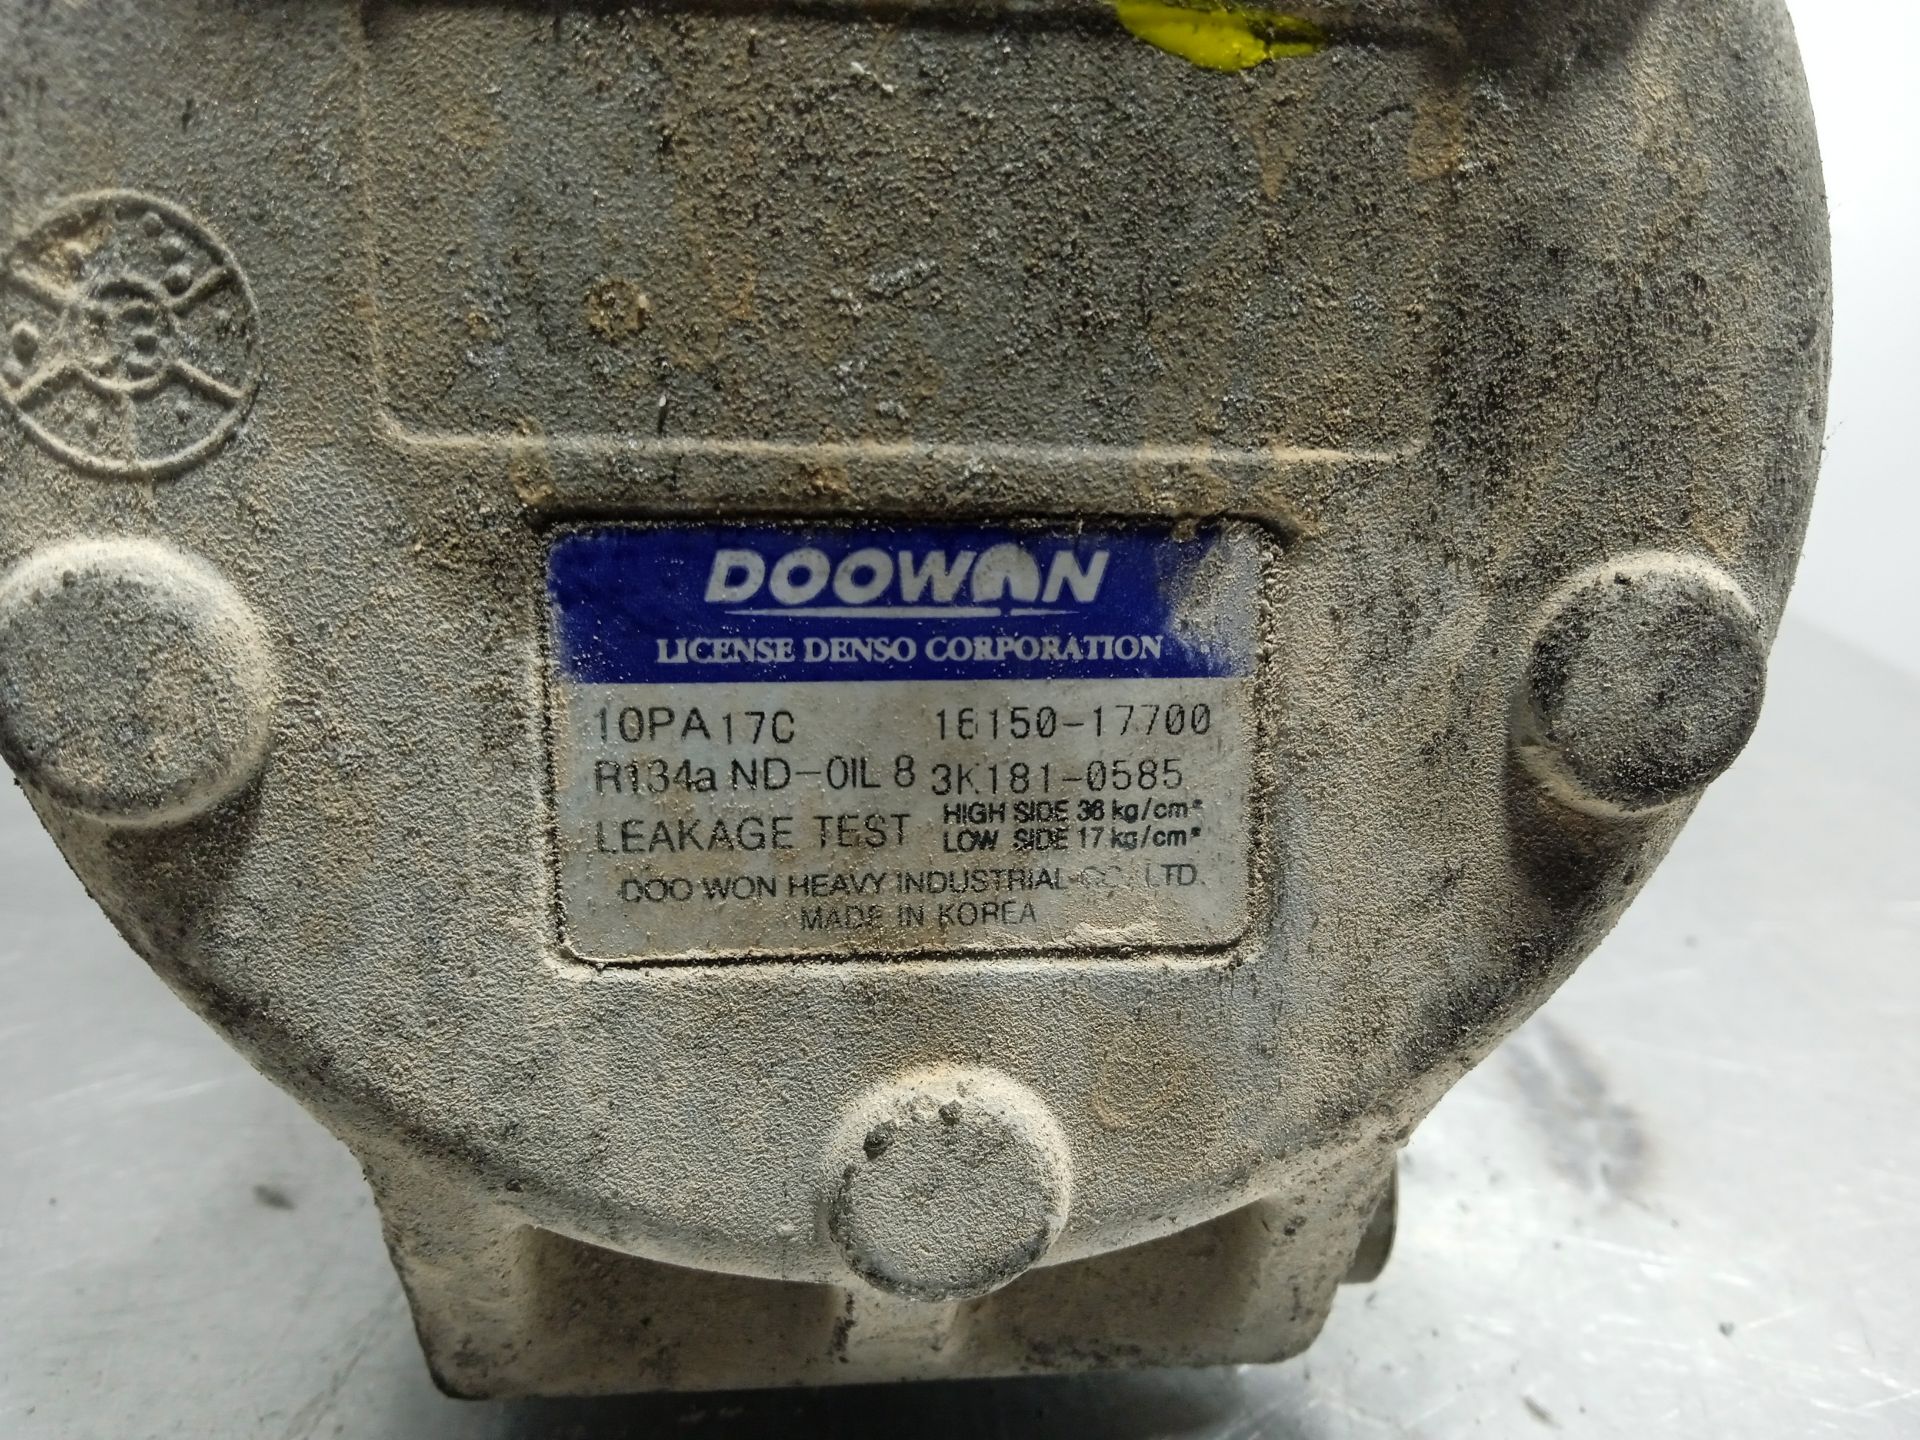 DOOWON
LICENSE DENSO CORPORATION
10PA17C 16150-17700
R134a ND-OIL 8 3K181-0585
LEAKAGE TEST HIGH SIDE 36 kg/cm²
LOW SIDE 17 kg/cm²
DOO WON HEAVY INDUSTRIAL CO., LTD.
MADE IN KOREA